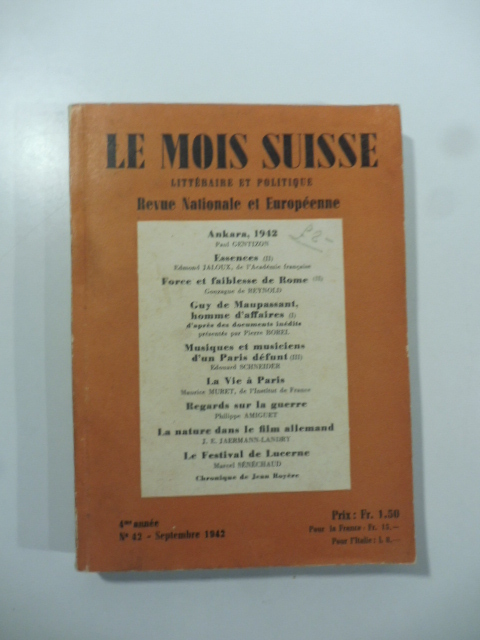 LE MOIS SUISSE
LITTÉRAIRE ET POLITIQUE
Revue Nationale et Européenne
Ankara, 1942
Paul GENTIZON
Essences (II)
Edmond JALOUX, de l'Académie française
Force et faiblesse de Rome (II)
Gonzague de REYNOLD
Guy de Maupassant,
homme d'affaires (I)
d'après des documents inédits
présentés par Pierre BOREL
Musiques et musiciens
d'un Paris défunt (III)
Edouard SCHNEIDER
La Vie à Paris
Maurice MURET, de l'Institut de France
Regards sur la guerre
Philippe AMIGUET
La nature dans le film allemand
J. E. JAERMANN-LANDRY
Le Festival de Lucerne
Marcel SÉNÉCHAUD
Chronique de Jean Royère
4me année
No 42 - Septembre 1942
Prix : Fr. 1.50
Pour la France : Fr. 15.—
Pour l'Italie : L 8.—